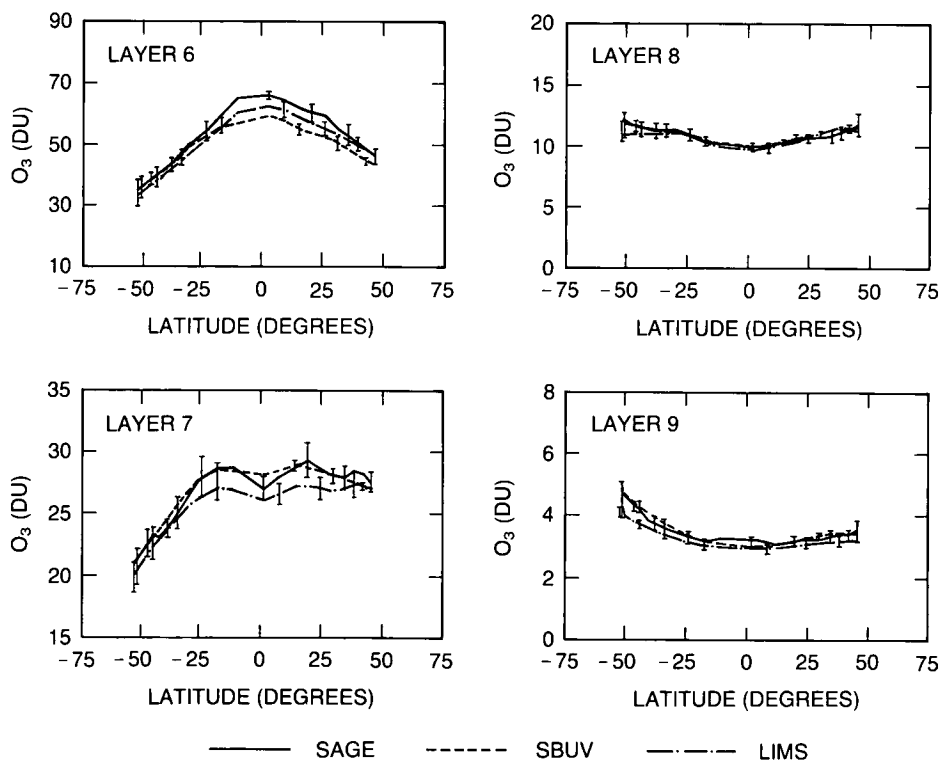 LAYER 6
O3 (DU)
90
70
50
30
10
−75 −50 −25 0 25 50 75
LATITUDE (DEGREES)
LAYER 8
O3 (DU)
20
15
10
5
0
−75 −50 −25 0 25 50 75
LATITUDE (DEGREES)
LAYER 7
O3 (DU)
35
30
25
20
15
−75 −50 −25 0 25 50 75
LATITUDE (DEGREES)
LAYER 9
O3 (DU)
8
6
4
2
0
−75 −50 −25 0 25 50 75
LATITUDE (DEGREES)
SAGE SBUV LIMS